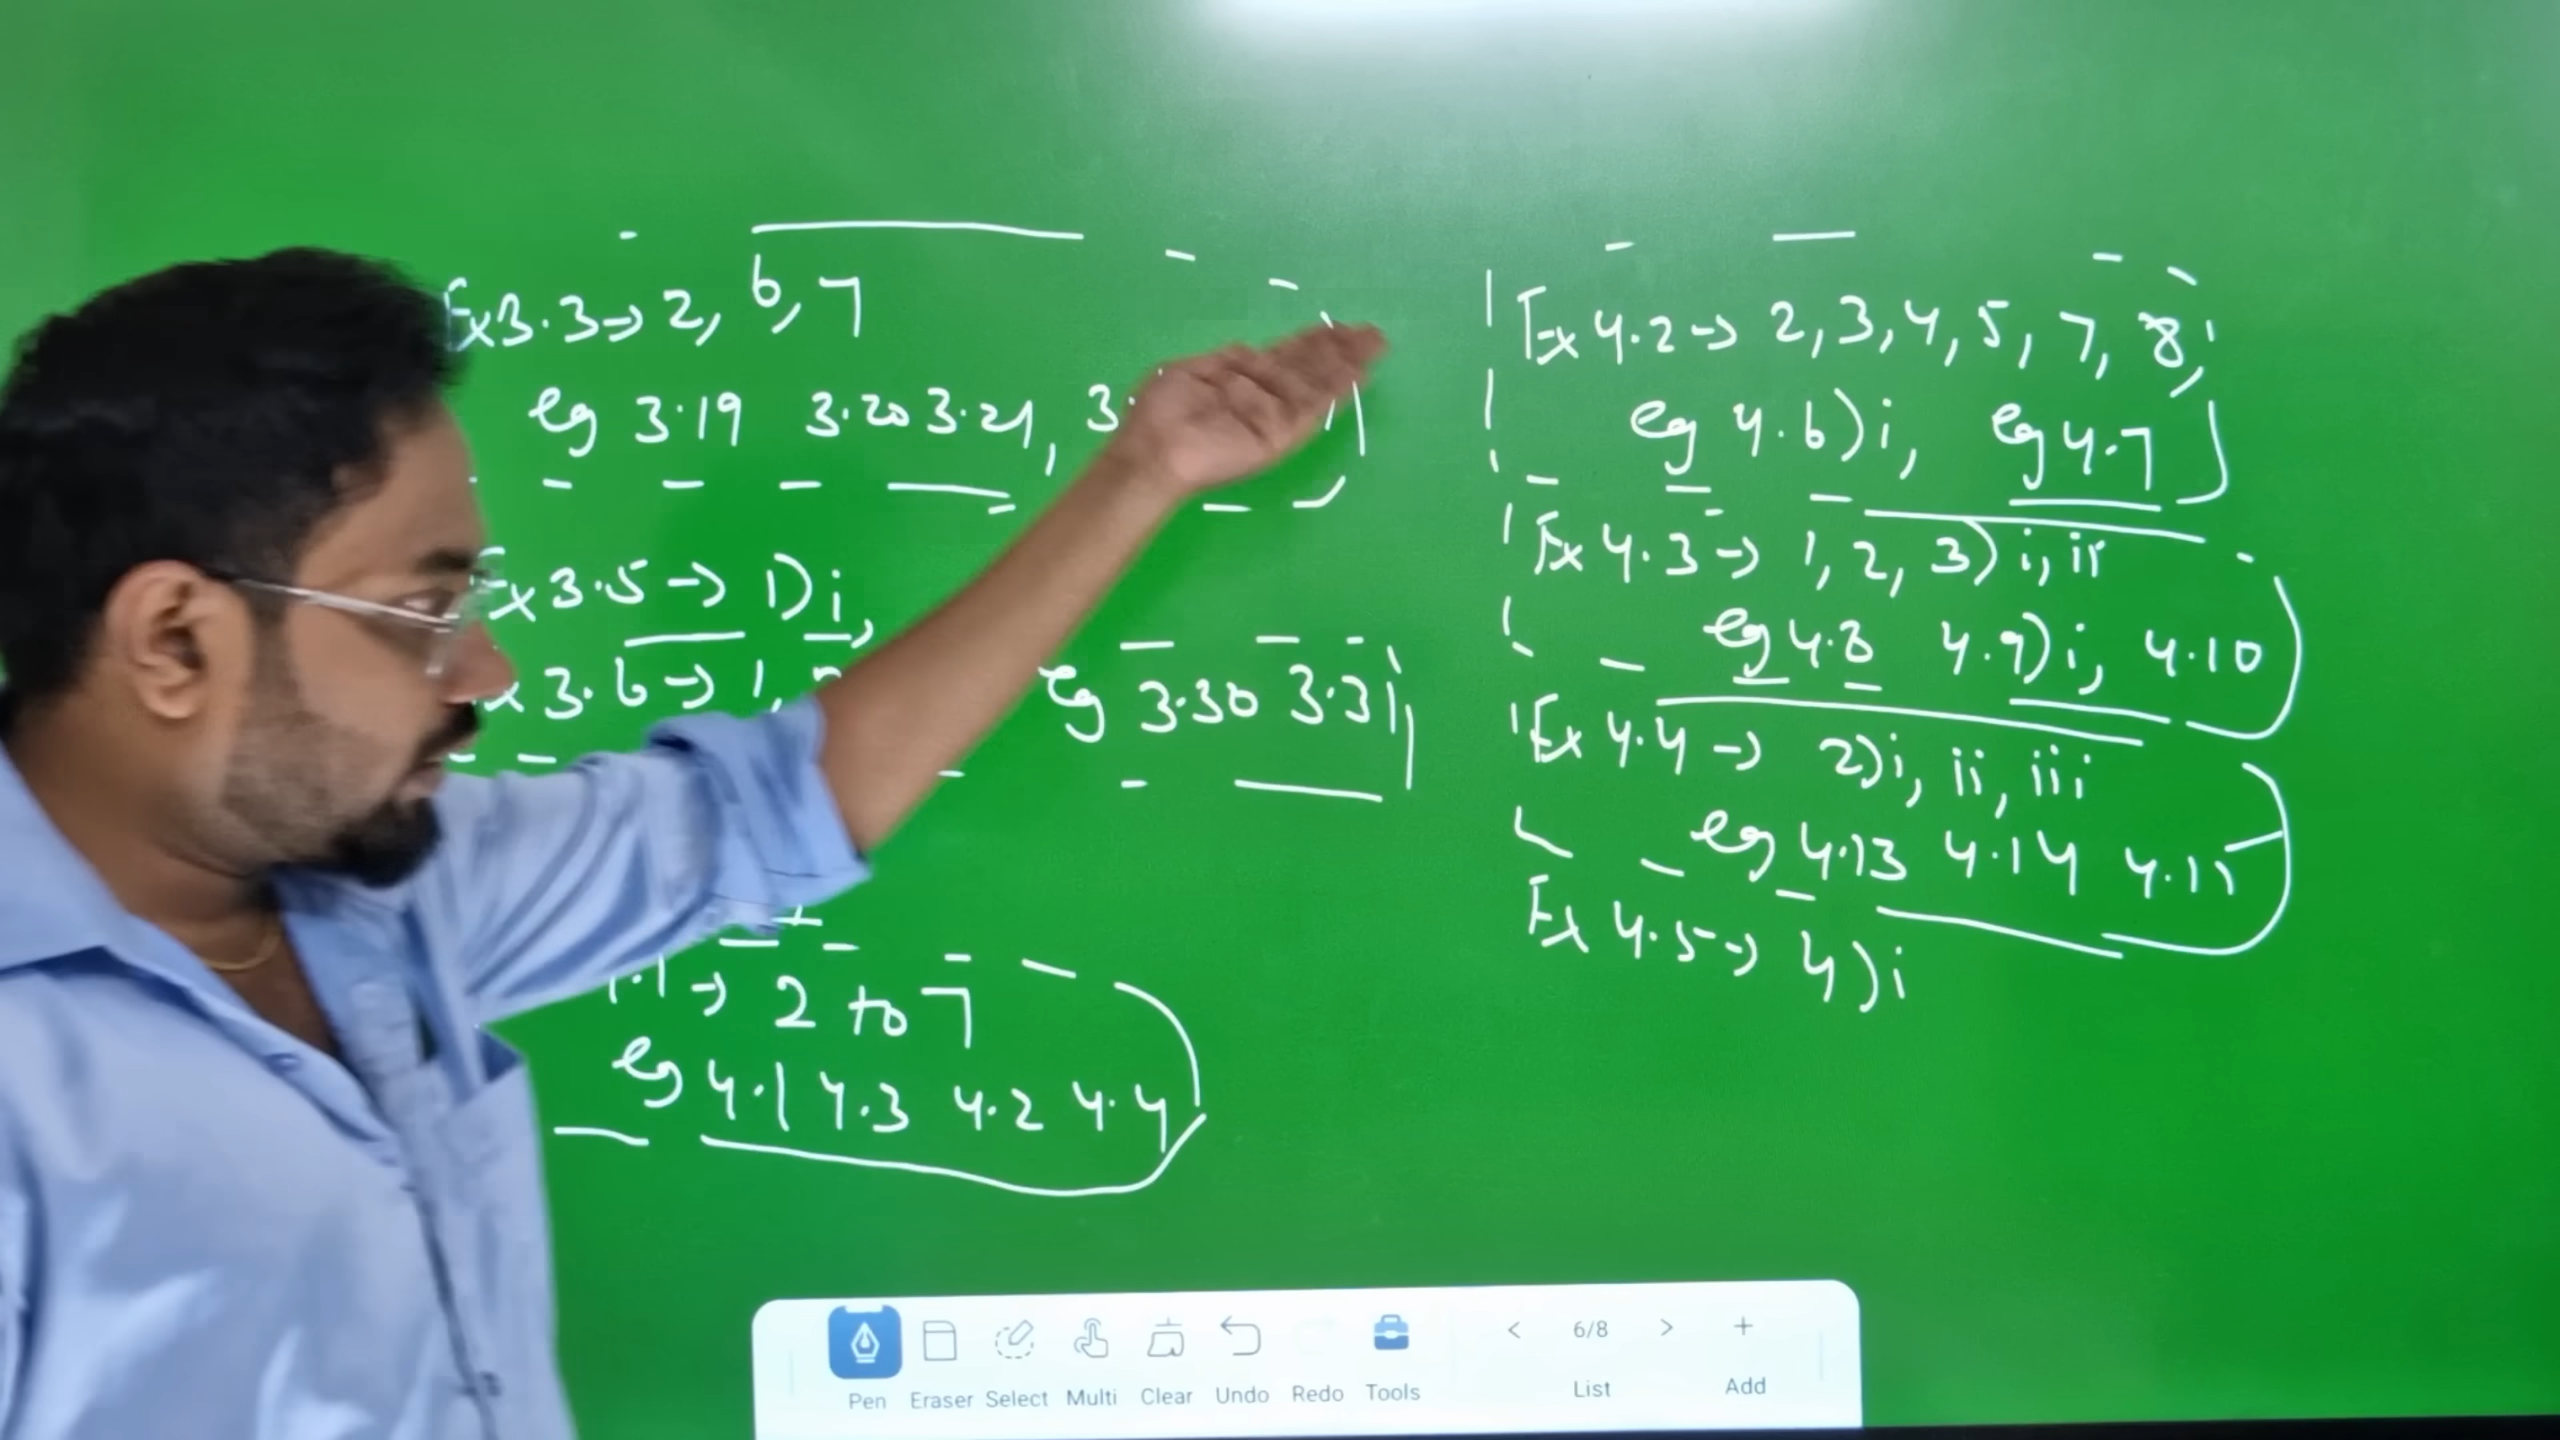 Ex 3.3 → 2, 6, 7
eg 3.19 3.20 3.21, 3.
Ex 3.5 → 1) i,
x 3.6 → 1,
eg 3.30 3.31
.1 → 2 to 7
eg 4.1 4.3 4.2 4.4
Ex 4.2 → 2, 3, 4, 5, 7, 8,
eg 4.6) i, eg 4.7
Ex 4.3 → 1, 2, 3) i, ii
eg 4.8 4.9) i, 4.10
Ex 4.4 → 2) i, ii, iii
eg 4.13 4.14 4.15
Ex 4.5 → 4) i
Pen Eraser Select Multi Clear Undo Redo Tools
< 6/8 > +
List Add